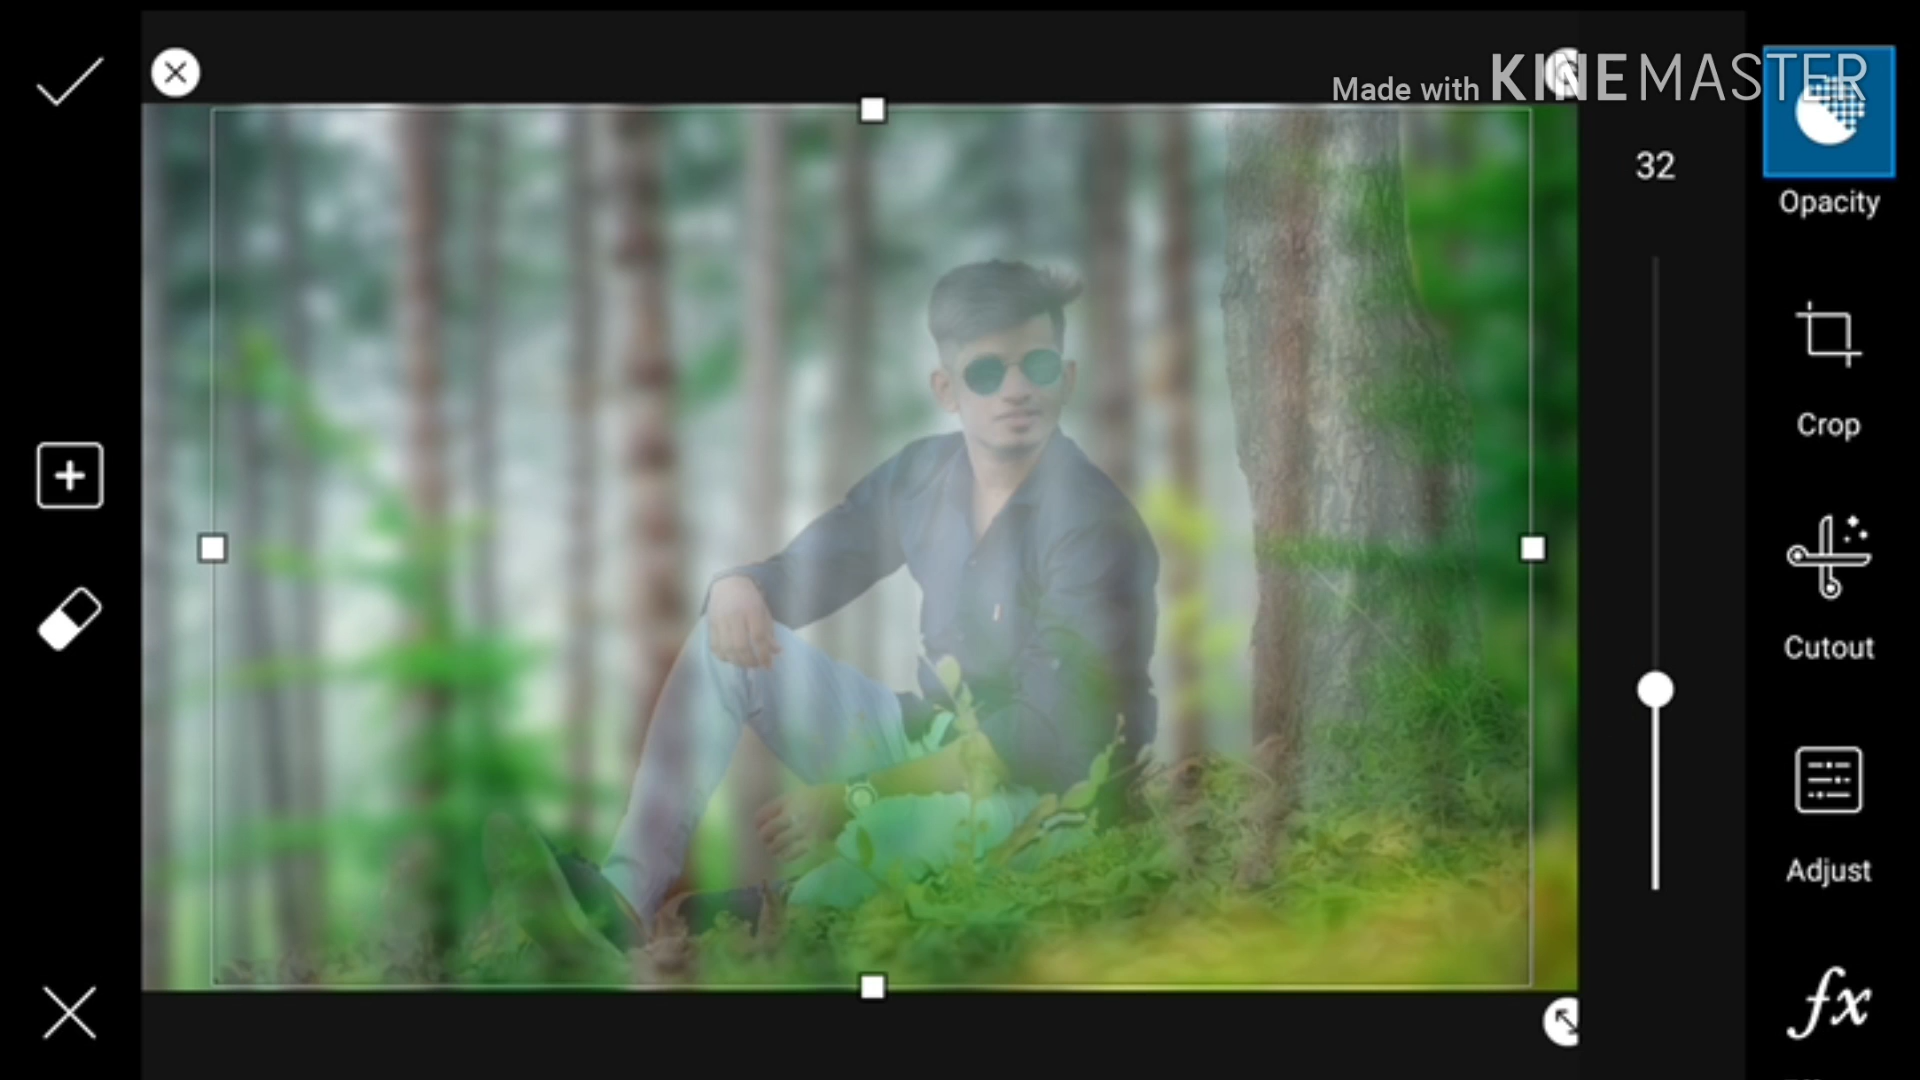 Made with KINEMASTER
32
Opacity
Crop
Cutout
Adjust
fx